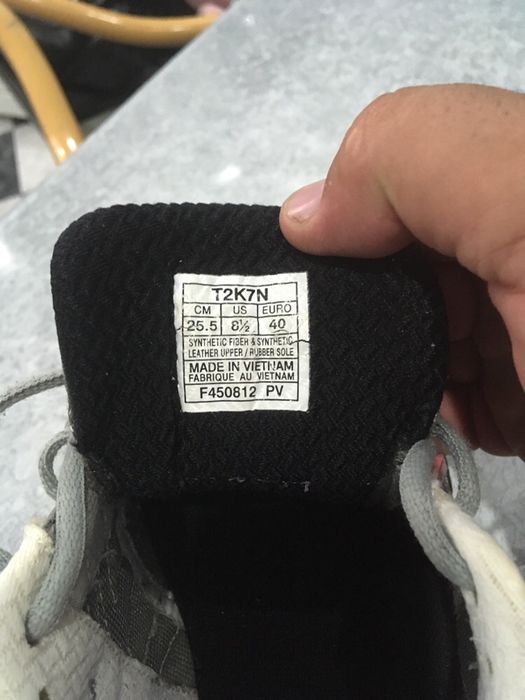 T2K7N
CM US EURO
25.5 8½ 40
SYNTHETIC FIBER & SYNTHETIC
LEATHER UPPER / RUBBER SOLE
MADE IN VIETNAM
FABRIQUE AU VIETNAM
F450812 PV